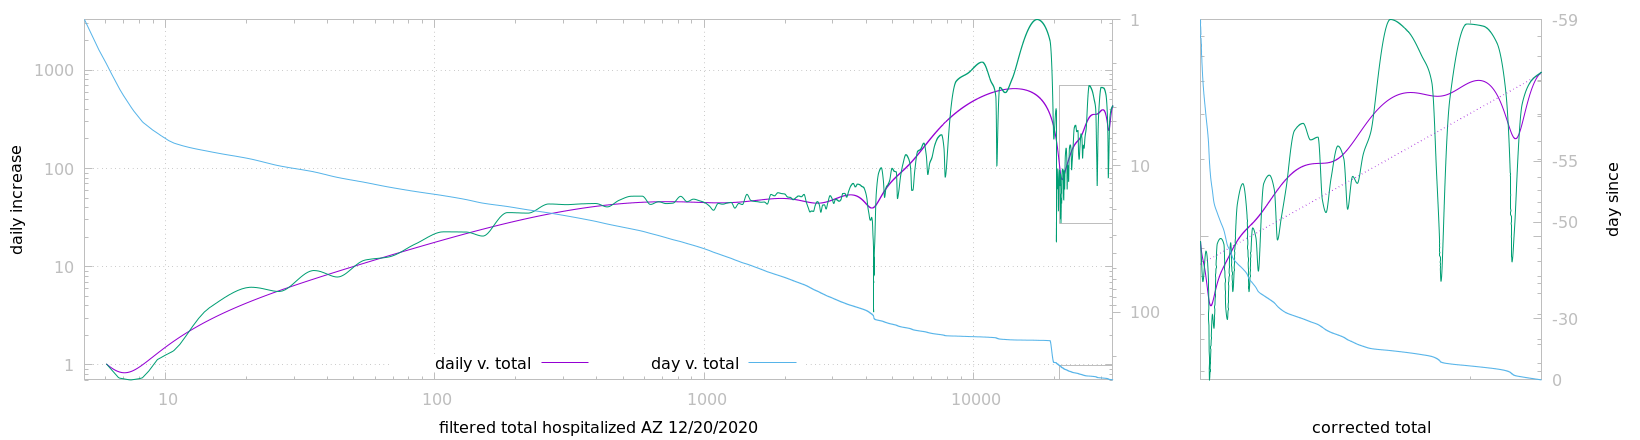 1000
100
10
1
daily increase
10
100
1000
10000
filtered total hospitalized AZ 12/20/2020
daily v. total
day v. total
1
10
100
-59
-55
-50
-30
0
day since
corrected total